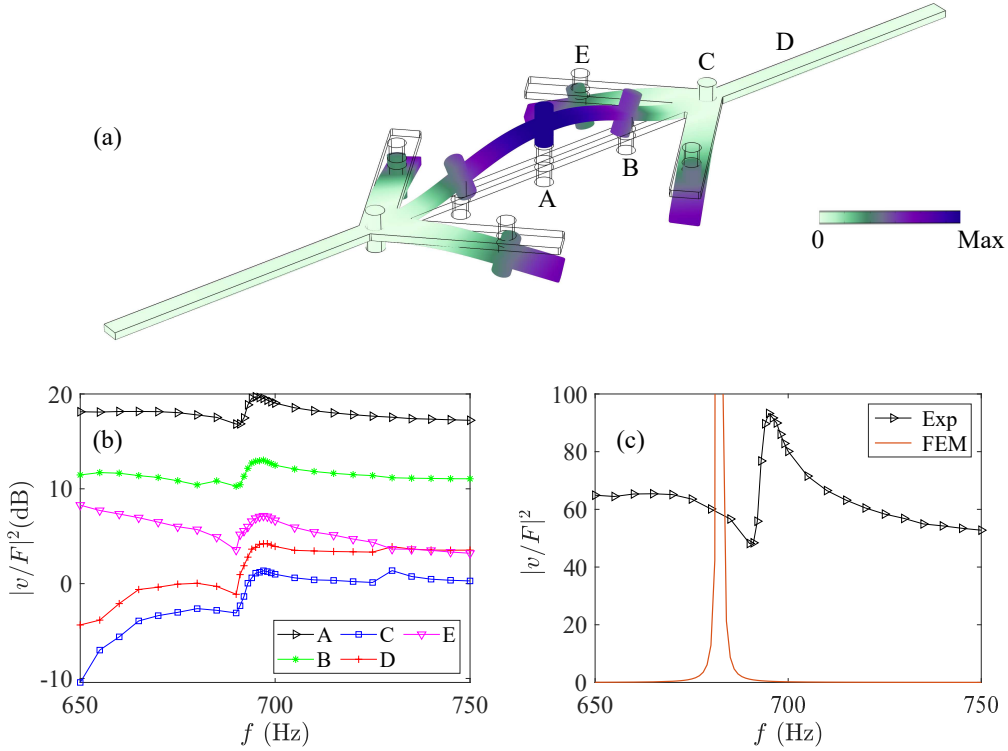 D
E
C
(a)
B
A
0 Max
20
10
0
-10
(b)
|v/F|² (dB)
A C E
B D
650 700 750
f (Hz)
100
80
60
40
20
0
(c)
|v/F|²
Exp
FEM
650 700 750
f (Hz)